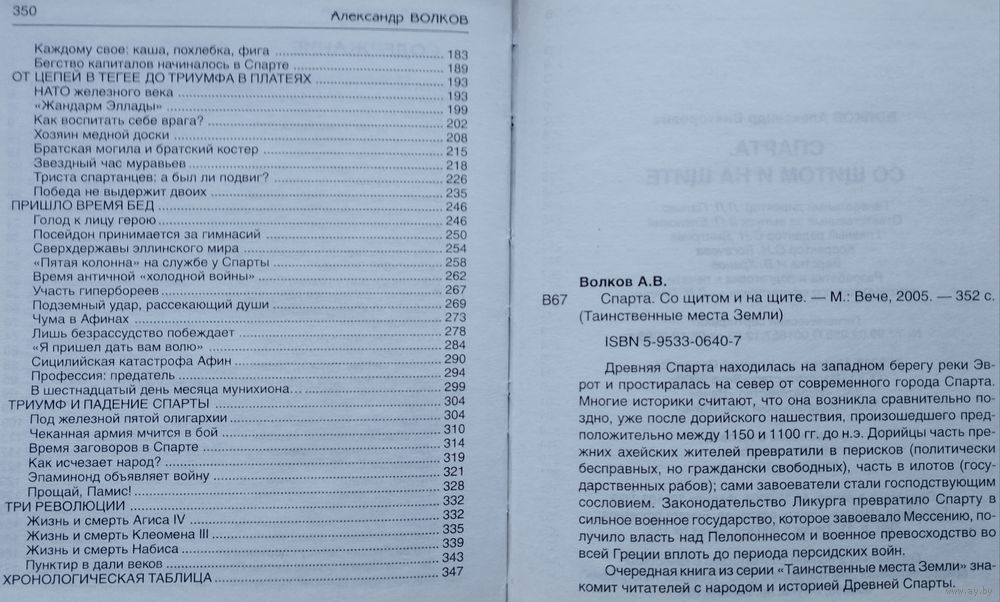 350
Александр ВОЛКОВ
Каждому свое: каша, похлебка, фига ... 183
Бегство капиталов начиналось в Спарте ... 189
ОТ ЦЕПЕЙ В ТЕГЕЕ ДО ТРИУМФА В ПЛАТЕЯХ ... 193
НАТО железного века ... 193
«Жандарм Эллады» ... 199
Как воспитать себе врага? ... 202
Хозяин медной доски ... 208
Братская могила и братский костер ... 215
Звездный час муравьев ... 218
Триста спартанцев: а был ли подвиг? ... 226
Победа не выдержит двоих ... 235
ПРИШЛО ВРЕМЯ БЕД ... 246
Голод к лицу герою ... 246
Посейдон принимается за гимнасий ... 250
Сверхдержавы эллинского мира ... 254
«Пятая колонна» на службе у Спарты ... 258
Время античной «холодной войны» ... 262
Участь гипербореев ... 267
Подземный удар, рассекающий души ... 269
Чума в Афинах ... 273
Лишь безрассудство побеждает ... 278
«Я пришел дать вам волю» ... 284
Сицилийская катастрофа Афин ... 290
Профессия: предатель ... 294
В шестнадцатый день месяца мунихиона... ... 299
ТРИУМФ И ПАДЕНИЕ СПАРТЫ ... 304
Под железной пятой олигархии ... 304
Чеканная армия мчится в бой ... 310
Время заговоров в Спарте ... 314
Как исчезает народ? ... 319
Эпаминонд объявляет войну ... 321
Прощай, Памис! ... 328
ТРИ РЕВОЛЮЦИИ ... 332
Жизнь и смерть Агиса IV ... 332
Жизнь и смерть Клеомена III ... 335
Жизнь и смерть Набиса ... 339
Пунктир в дали веков ... 343
ХРОНОЛОГИЧЕСКАЯ ТАБЛИЦА ... 347
Волков А.В.
В67 Спарта. Со щитом и на щите. — М.: Вече, 2005. — 352 с.
(Таинственные места Земли)
ISBN 5-9533-0640-7
Древняя Спарта находилась на западном берегу реки Эв-
рот и простиралась на север от современного города Спарта.
Многие историки считают, что она возникла сравнительно по-
здно, уже после дорийского нашествия, произошедшего пред-
положительно между 1150 и 1100 гг. до н.э. Дорийцы часть пре-
жних ахейских жителей превратили в перисков (политически
бесправных, но граждански свободных), часть в илотов (госу-
дарственных рабов); сами завоеватели стали господствующим
сословием. Законодательство Ликурга превратило Спарту в
сильное военное государство, которое завоевало Мессению, по-
лучило власть над Пелопоннесом и военное превосходство во
всей Греции вплоть до периода персидских войн.
Очередная книга из серии «Таинственные места Земли» зна-
комит читателей с народом и историей Древней Спарты.
www.ay.by